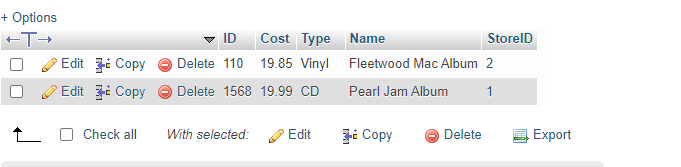 + Options
ID Cost Type Name StoreID
Edit Copy Delete 110 19.85 Vinyl Fleetwood Mac Album 2
Edit Copy Delete 1568 19.99 CD Pearl Jam Album 1
Check all With selected: Edit Copy Delete Export